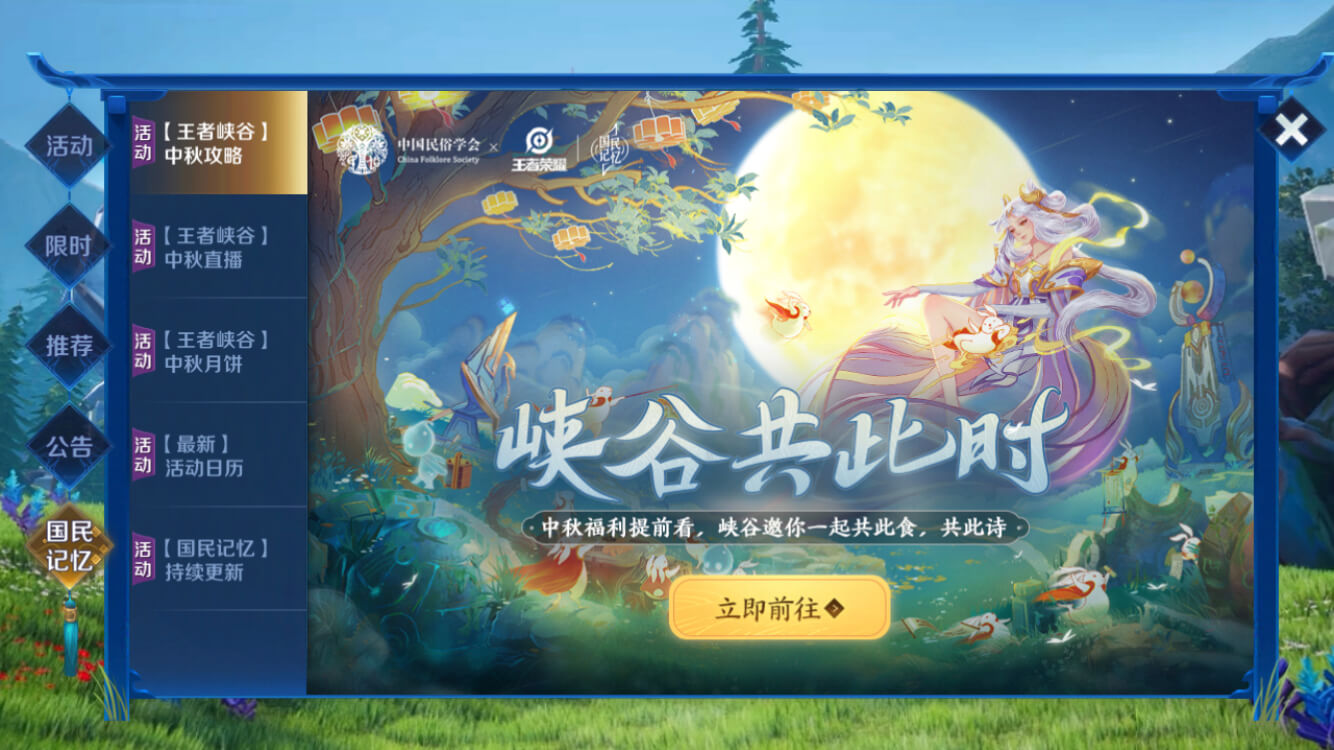 活动
限时
推荐
公告
国民
记忆
活动
【王者峡谷】
中秋攻略
活动
【王者峡谷】
中秋直播
活动
【王者峡谷】
中秋月饼
活动
【最新】
活动日历
活动
【国民记忆】
持续更新
中国民俗学会 ×
China Folklore Society
王者荣耀
国民记忆
峡谷共此时
中秋福利提前看，峡谷邀你一起共此食，共此诗
立即前往